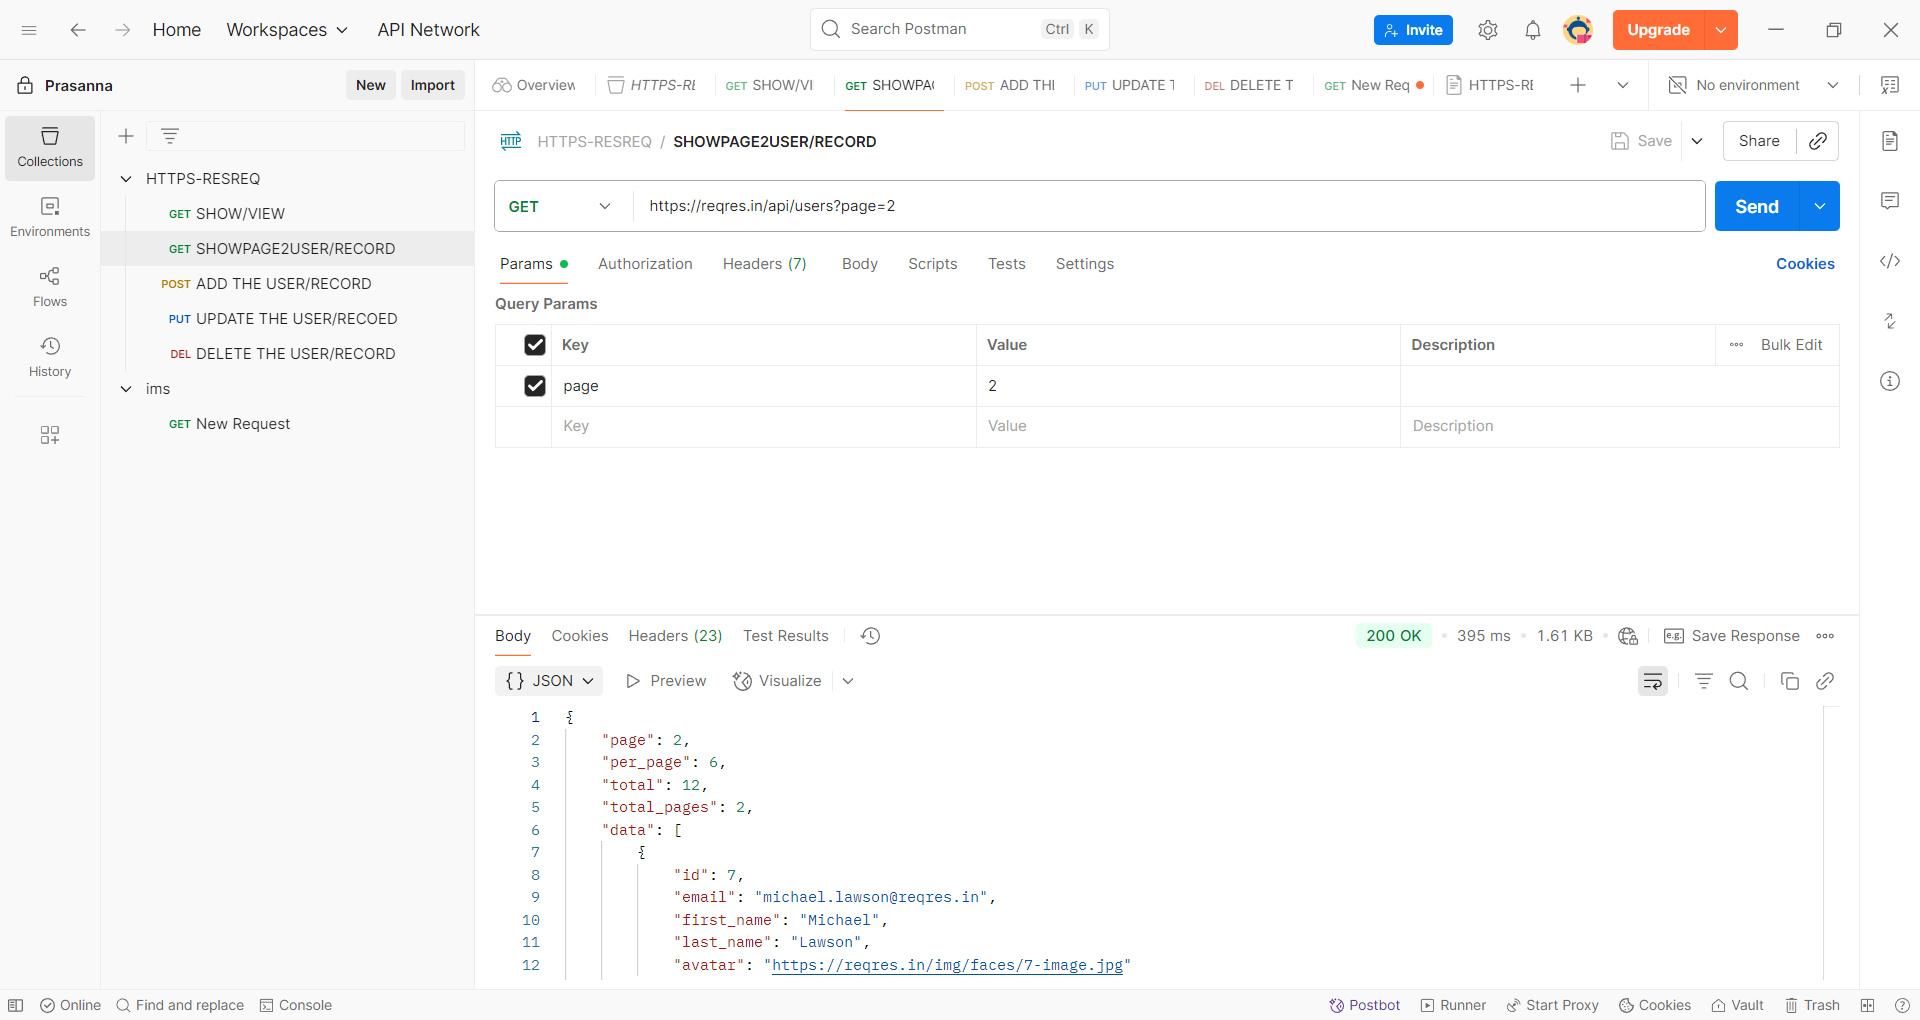 Home Workspaces API Network Search Postman Ctrl K Invite Upgrade
Prasanna New Import Overview HTTPS-RE GET SHOW/VI GET SHOWPAG POST ADD THI PUT UPDATE T DEL DELETE T GET New Req HTTPS-RE No environment
Collections
Environments
Flows
History
HTTPS-RESREQ
GET SHOW/VIEW
GET SHOWPAGE2USER/RECORD
POST ADD THE USER/RECORD
PUT UPDATE THE USER/RECOED
DEL DELETE THE USER/RECORD
ims
GET New Request
HTTP HTTPS-RESREQ / SHOWPAGE2USER/RECORD Save Share
GET https://reqres.in/api/users?page=2 Send
Params Authorization Headers (7) Body Scripts Tests Settings Cookies
Query Params
Key Value Description Bulk Edit
page 2
Key Value Description
Body Cookies Headers (23) Test Results 200 OK 395 ms 1.61 KB e.g. Save Response
{} JSON Preview Visualize
1 {
2 "page": 2,
3 "per_page": 6,
4 "total": 12,
5 "total_pages": 2,
6 "data": [
7 {
8 "id": 7,
9 "email": "michael.lawson@reqres.in",
10 "first_name": "Michael",
11 "last_name": "Lawson",
12 "avatar": "https://reqres.in/img/faces/7-image.jpg"
Online Find and replace Console Postbot Runner Start Proxy Cookies Vault Trash